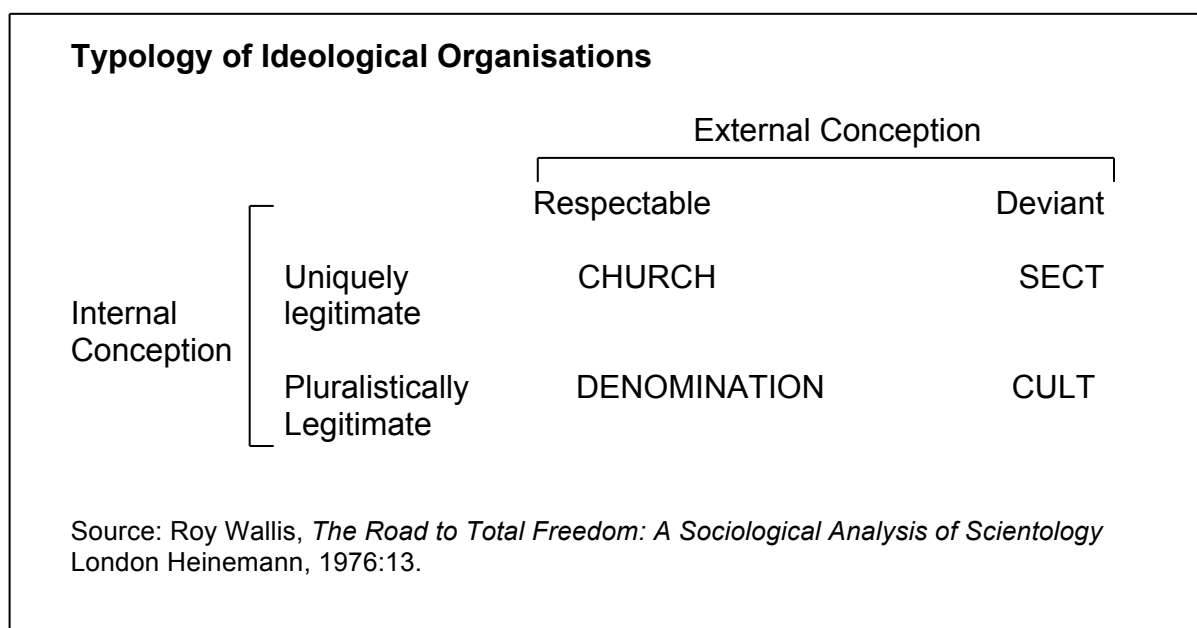 Typology of Ideological Organisations
External Conception
Respectable Deviant
Uniquely CHURCH SECT
legitimate
Internal
Conception
Pluralistically DENOMINATION CULT
Legitimate
Source: Roy Wallis, The Road to Total Freedom: A Sociological Analysis of Scientology
London Heinemann, 1976:13.